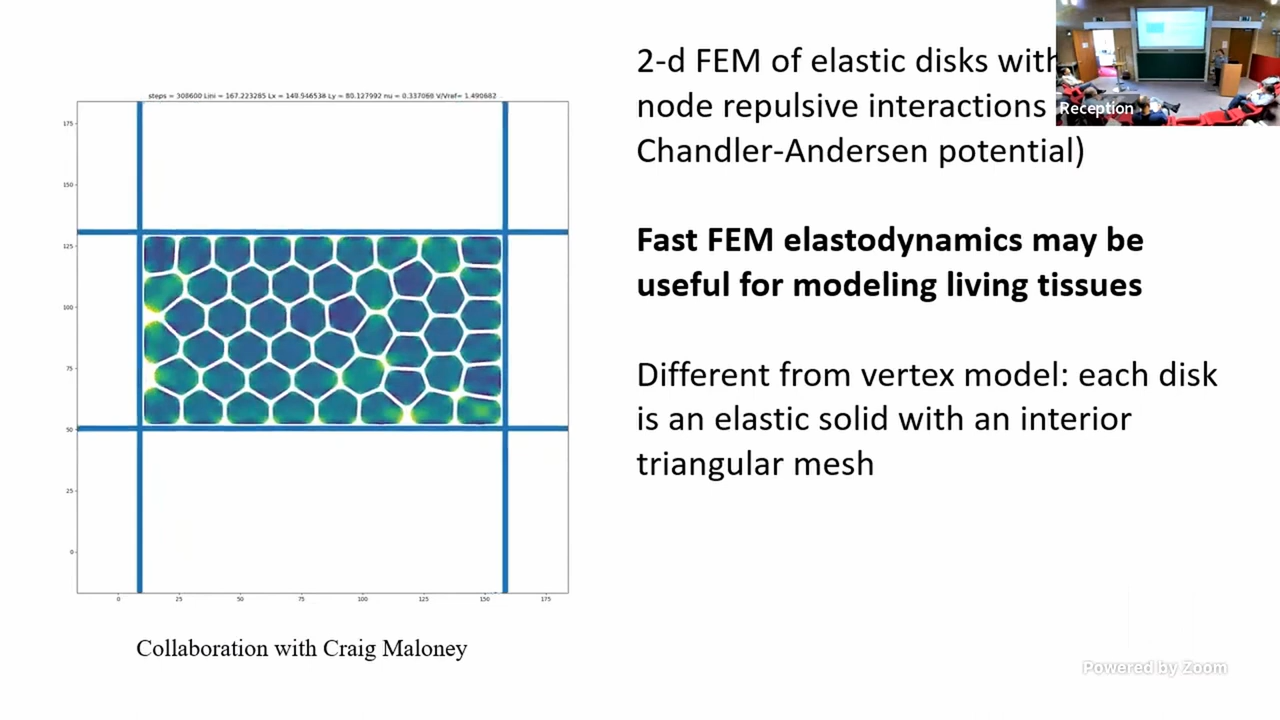 2-d FEM of elastic disks with
node repulsive interactions
Chandler-Andersen potential)
Reception
Fast FEM elastodynamics may be
useful for modeling living tissues
Different from vertex model: each disk
is an elastic solid with an interior
triangular mesh
steps = 308600 Lini = 167.223285 Lx = 149.546538 Ly = 80.127992 nu = 0.337066 V/Vref= 1.490682
175
150
125
100
75
50
25
0
0 25 50 75 100 125 150 175
Collaboration with Craig Maloney
Powered by Zoom